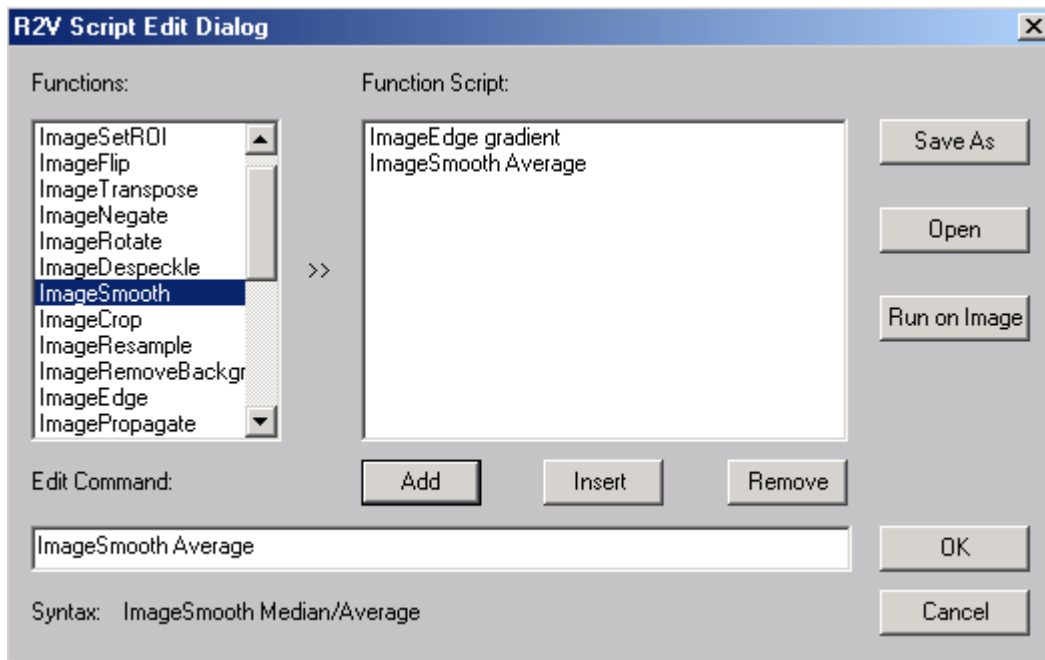 R2V Script Edit Dialog
Functions:
Function Script:
ImageSetROI
ImageFlip
ImageTranspose
ImageNegate
ImageRotate
ImageDespeckle
ImageSmooth
ImageCrop
ImageResample
ImageRemoveBackgr
ImageEdge
ImagePropagate
>>
ImageEdge gradient
ImageSmooth Average
Save As
Open
Run on Image
Edit Command:
Add
Insert
Remove
ImageSmooth Average
OK
Syntax: ImageSmooth Median/Average
Cancel